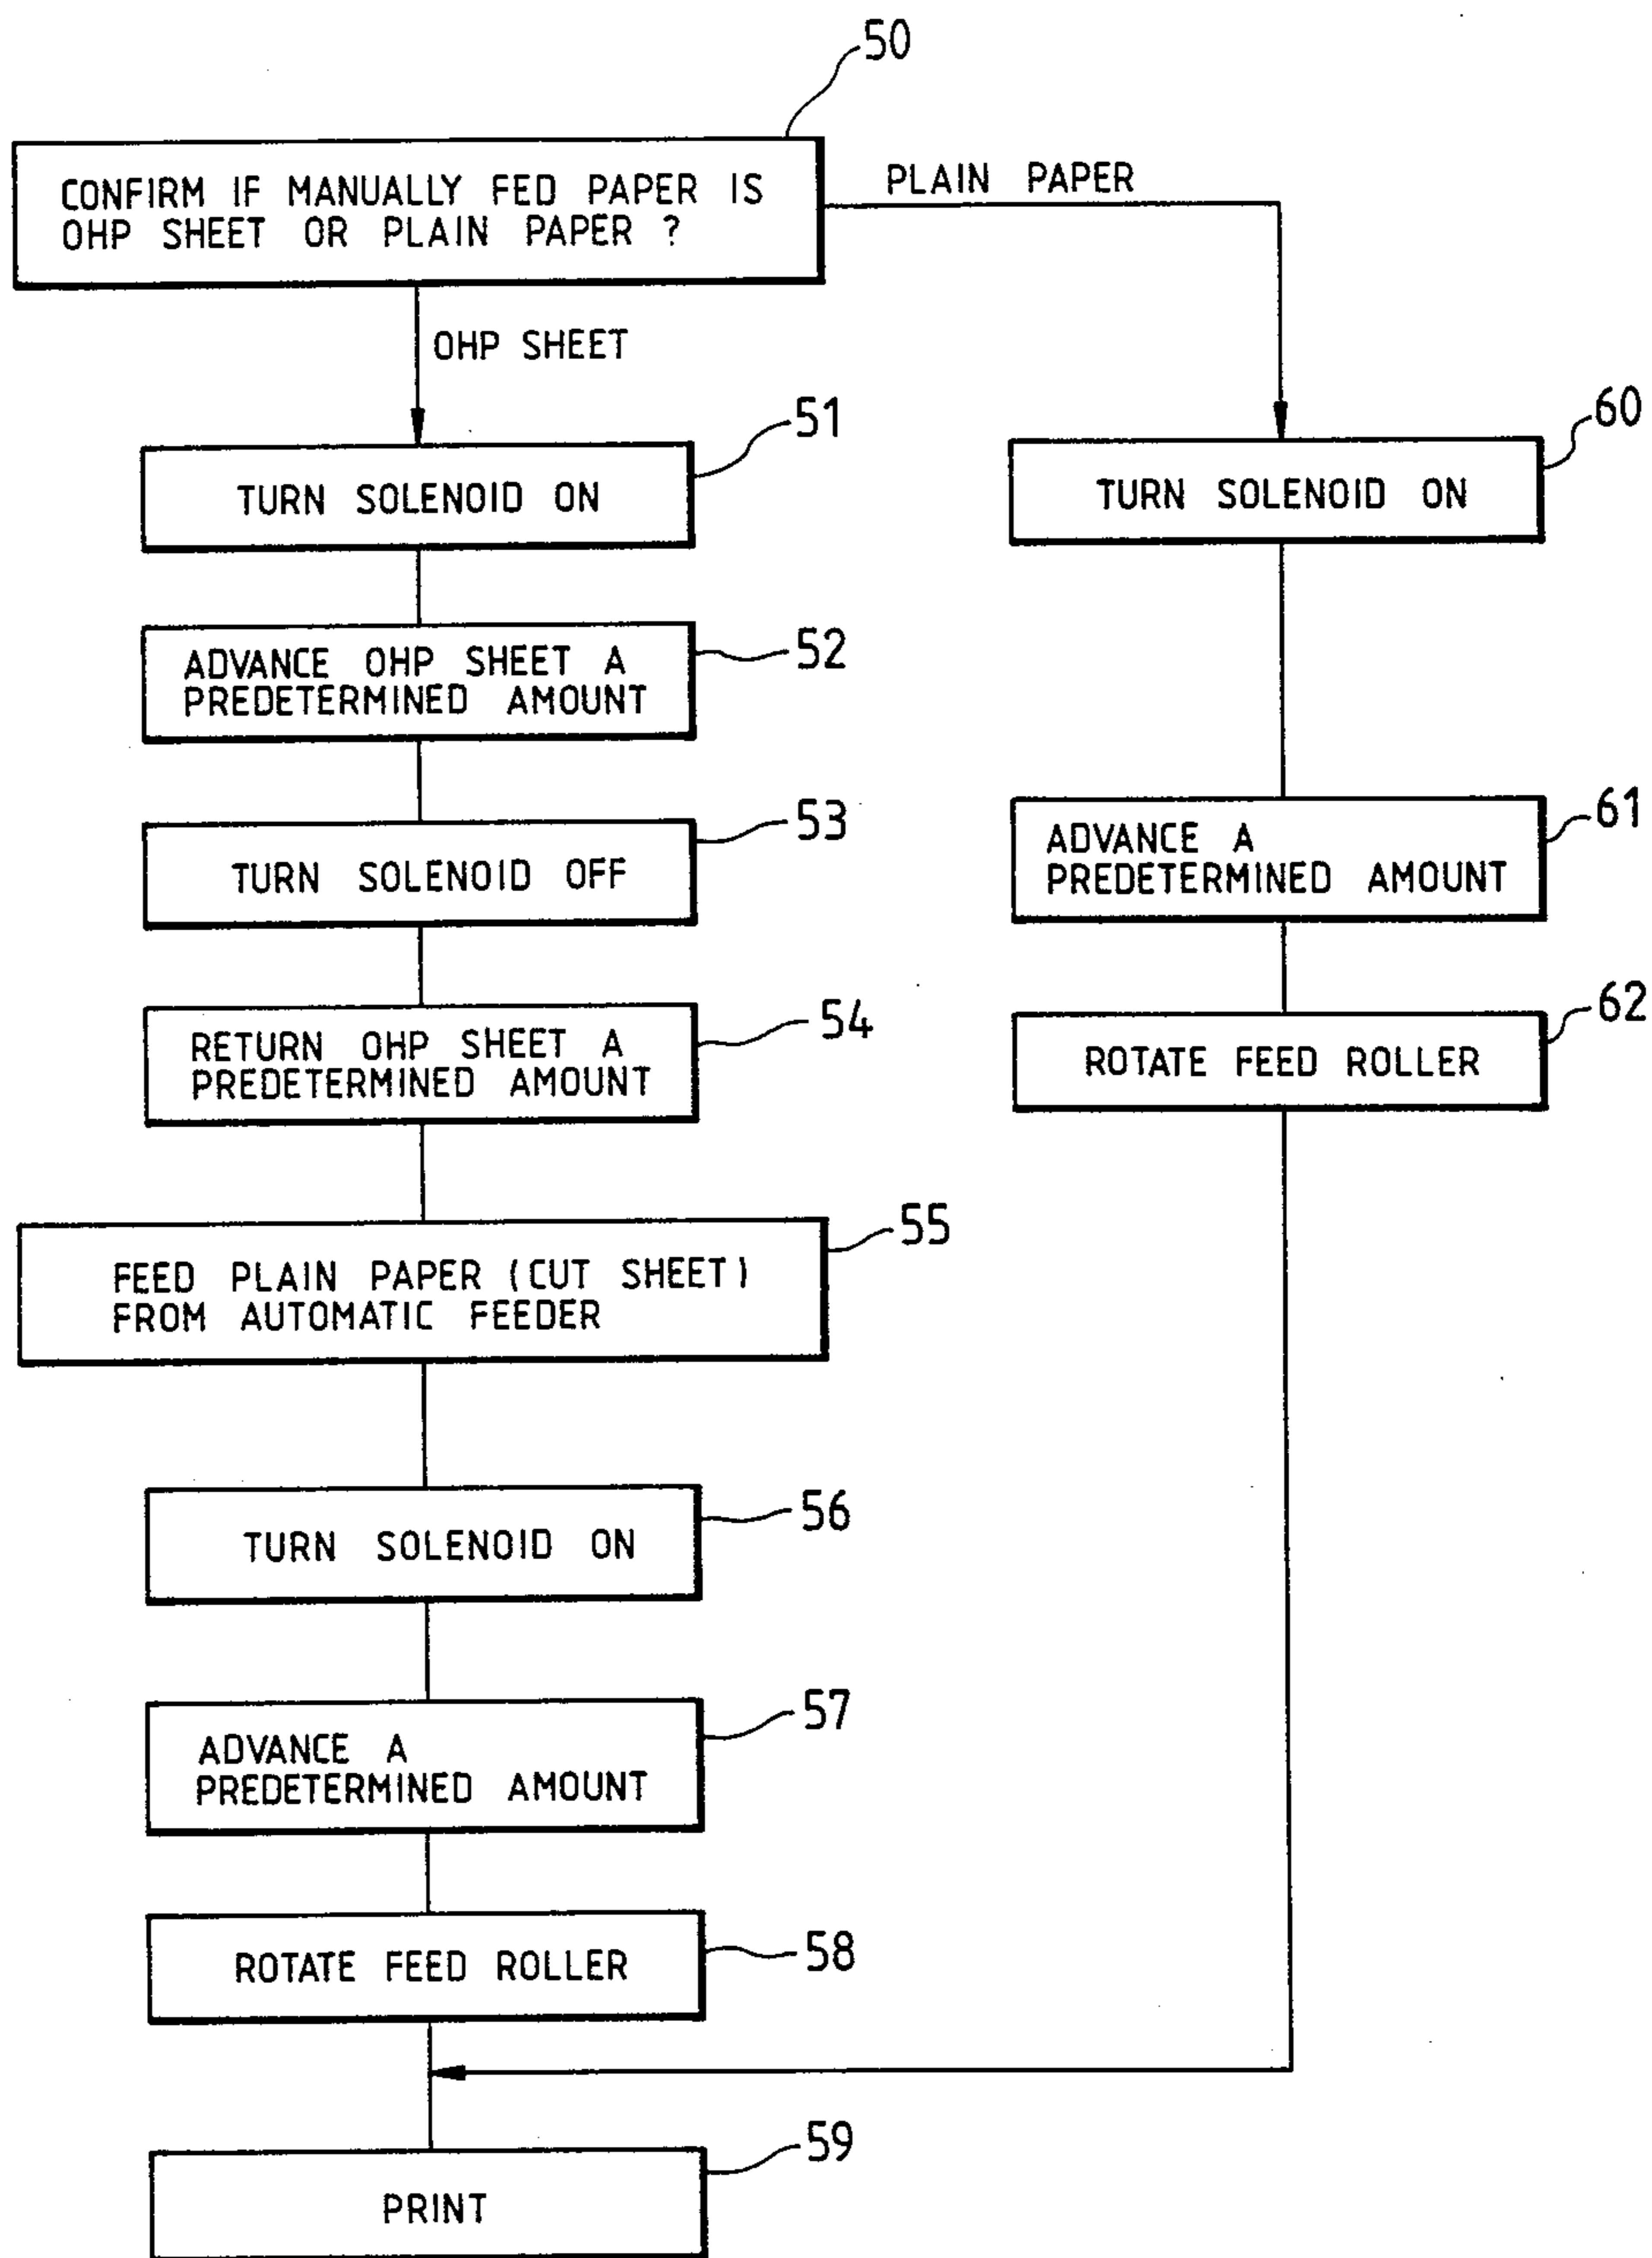 50
CONFIRM IF MANUALLY FED PAPER IS
OHP SHEET OR PLAIN PAPER ?
PLAIN PAPER
OHP SHEET
51
TURN SOLENOID ON
60
TURN SOLENOID ON
52
ADVANCE OHP SHEET A
PREDETERMINED AMOUNT
53
TURN SOLENOID OFF
61
ADVANCE A
PREDETERMINED AMOUNT
54
RETURN OHP SHEET A
PREDETERMINED AMOUNT
62
ROTATE FEED ROLLER
55
FEED PLAIN PAPER (CUT SHEET)
FROM AUTOMATIC FEEDER
56
TURN SOLENOID ON
57
ADVANCE A
PREDETERMINED AMOUNT
58
ROTATE FEED ROLLER
59
PRINT